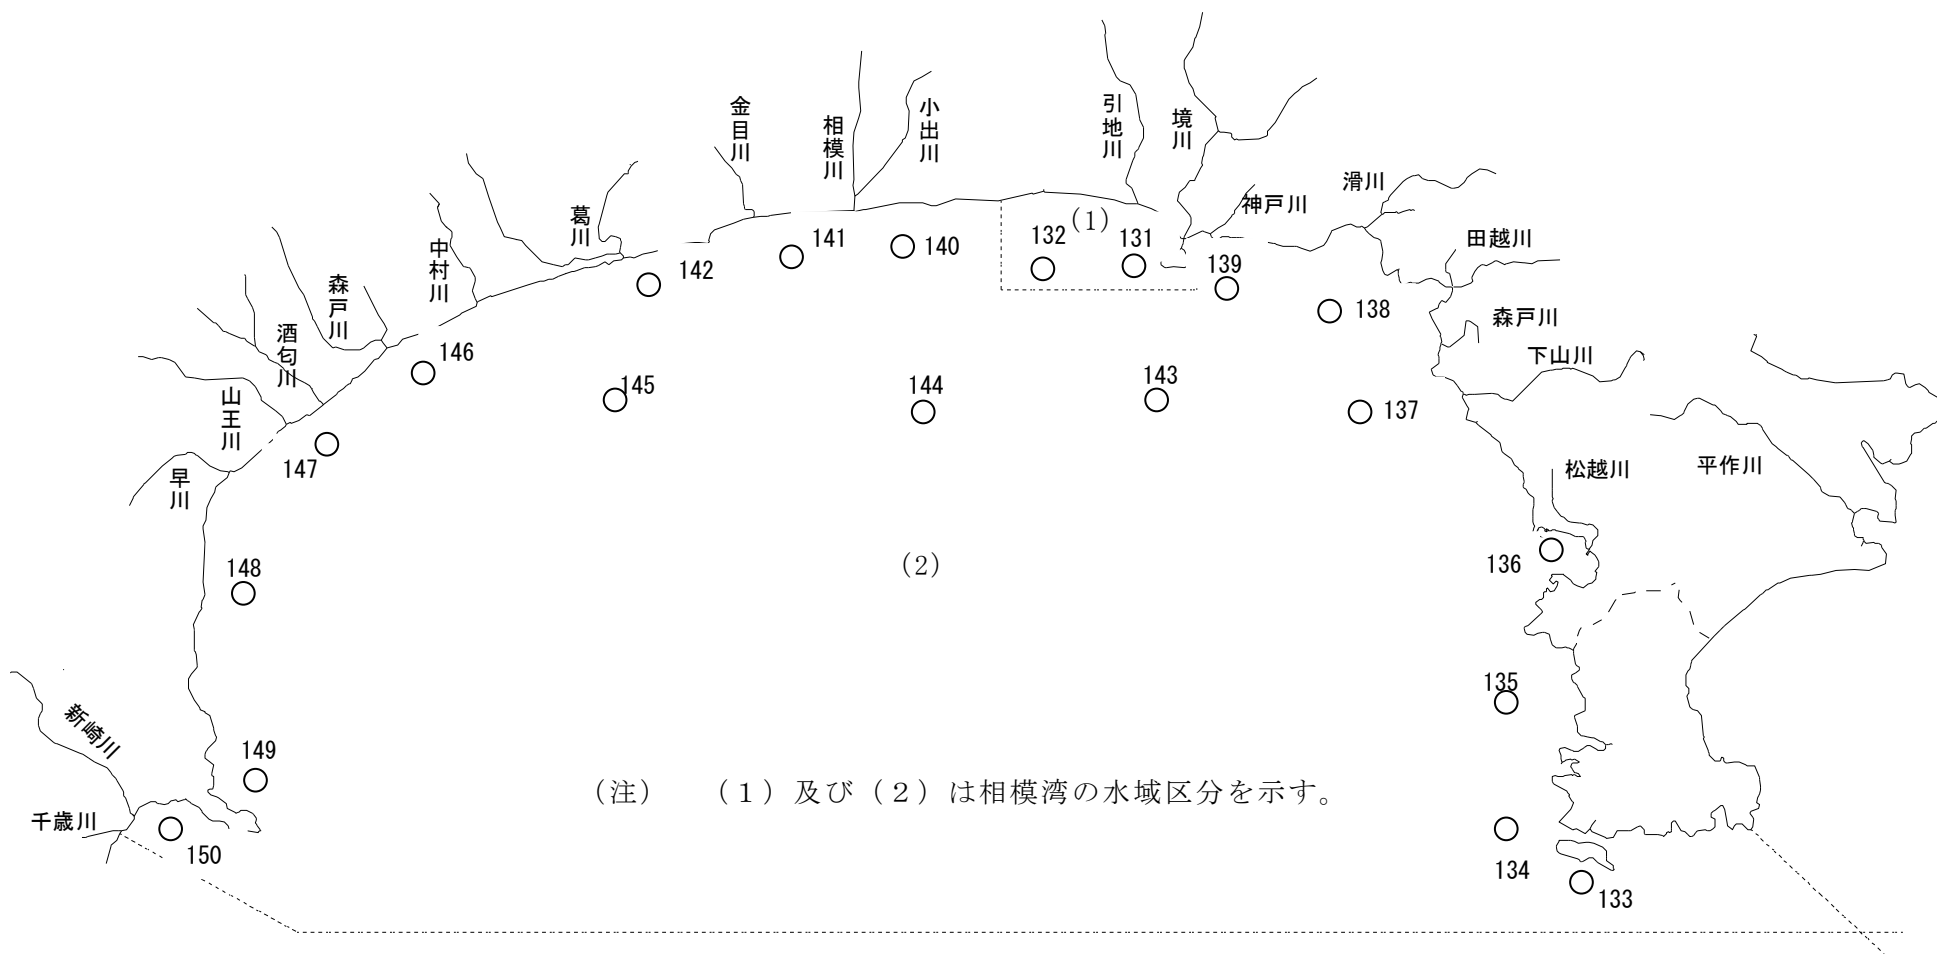 金目川
相模川
小出川
引地川
境川
神戸川
滑川
田越川
森戸川
下山川
松越川
平作川
葛川
中村川
森戸川
酒匂川
山王川
早川
新崎川
千歳川
(1)
132
131
139
138
141
140
142
146
145
144
143
137
147
136
(2)
148
135
149
150
134
133
(注) (1)及び(2)は相模湾の水域区分を示す。